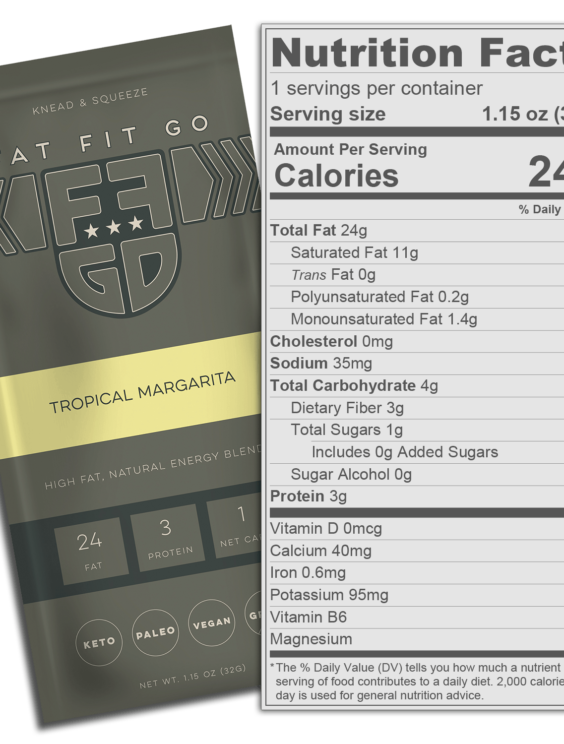 KNEAD & SQUEEZE
AT FIT GO
FF
GO
TROPICAL MARGARITA
HIGH FAT, NATURAL ENERGY BLEND
24
FAT
3
PROTEIN
1
NET CA
KETO
PALEO
VEGAN
G
NET WT. 1.15 OZ (32G)
Nutrition Fact
1 servings per container
Serving size 1.15 oz (3
Amount Per Serving
Calories 24
% Daily
Total Fat 24g
Saturated Fat 11g
Trans Fat 0g
Polyunsaturated Fat 0.2g
Monounsaturated Fat 1.4g
Cholesterol 0mg
Sodium 35mg
Total Carbohydrate 4g
Dietary Fiber 3g
Total Sugars 1g
Includes 0g Added Sugars
Sugar Alcohol 0g
Protein 3g
Vitamin D 0mcg
Calcium 40mg
Iron 0.6mg
Potassium 95mg
Vitamin B6
Magnesium
*The % Daily Value (DV) tells you how much a nutrient
serving of food contributes to a daily diet. 2,000 calorie
day is used for general nutrition advice.